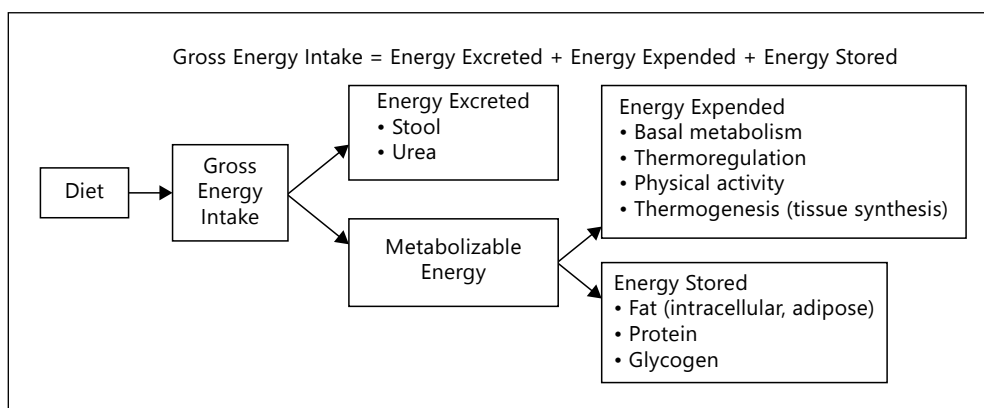 Gross Energy Intake = Energy Excreted + Energy Expended + Energy Stored
Diet
Gross
Energy
Intake
Energy Excreted
• Stool
• Urea
Metabolizable
Energy
Energy Expended
• Basal metabolism
• Thermoregulation
• Physical activity
• Thermogenesis (tissue synthesis)
Energy Stored
• Fat (intracellular, adipose)
• Protein
• Glycogen